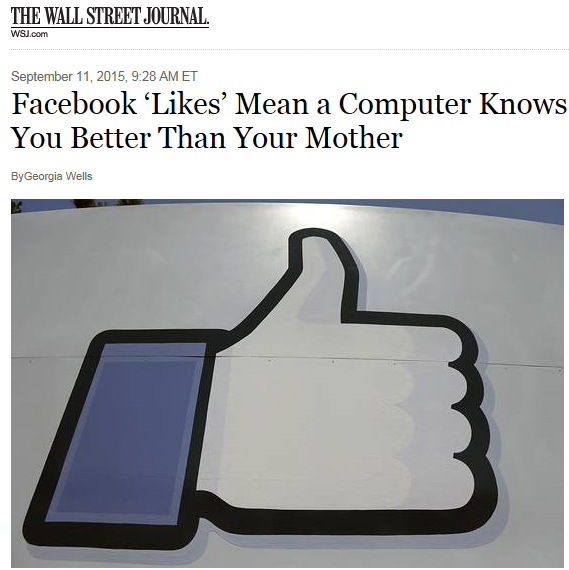 THE WALL STREET JOURNAL.
WSJ.com
September 11, 2015, 9:28 AM ET
Facebook ‘Likes’ Mean a Computer Knows
You Better Than Your Mother
ByGeorgia Wells